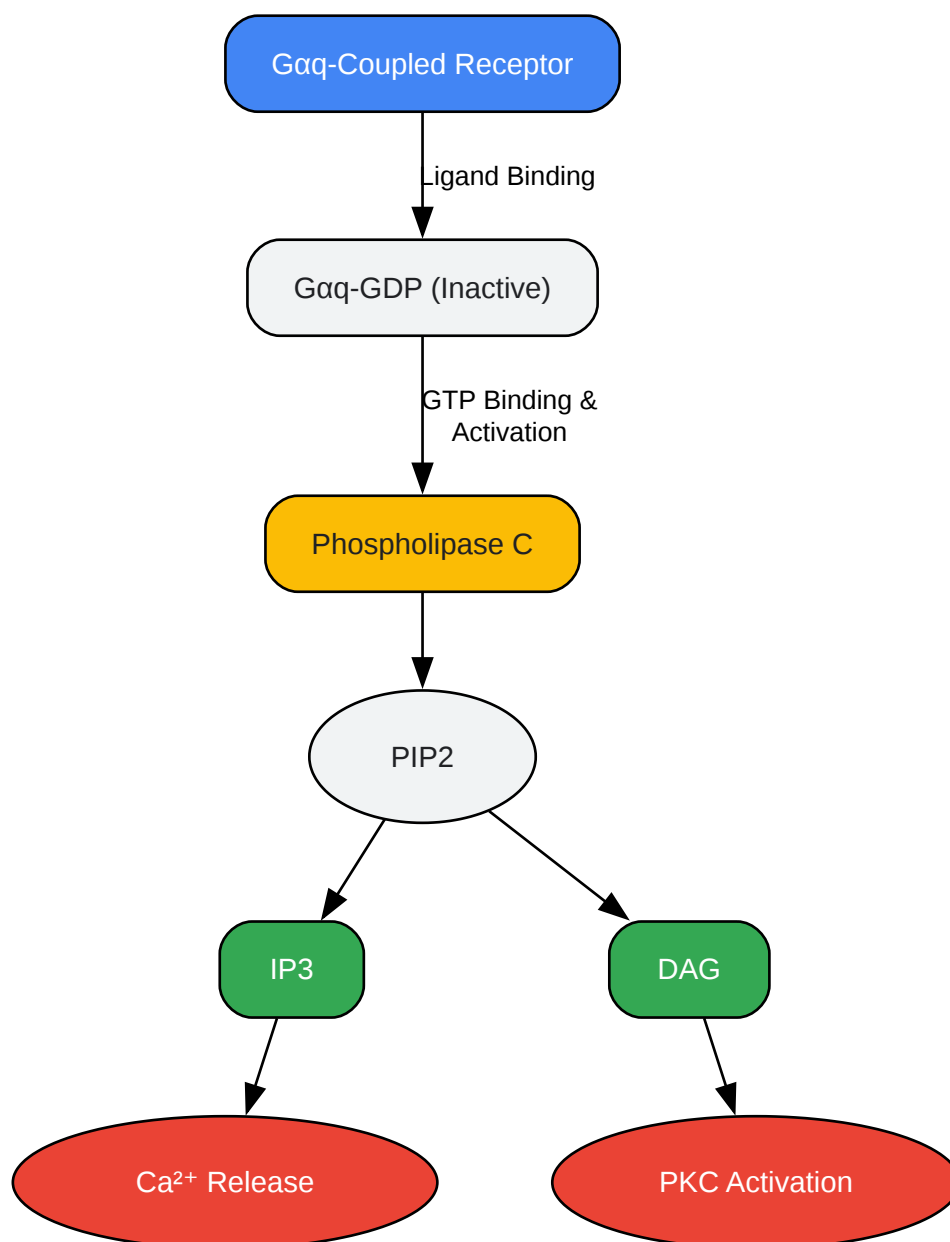 Gαq-Coupled Receptor
Ligand Binding
Gαq-GDP (Inactive)
GTP Binding &
Activation
Phospholipase C
PIP2
IP3
DAG
Ca²⁺ Release
PKC Activation